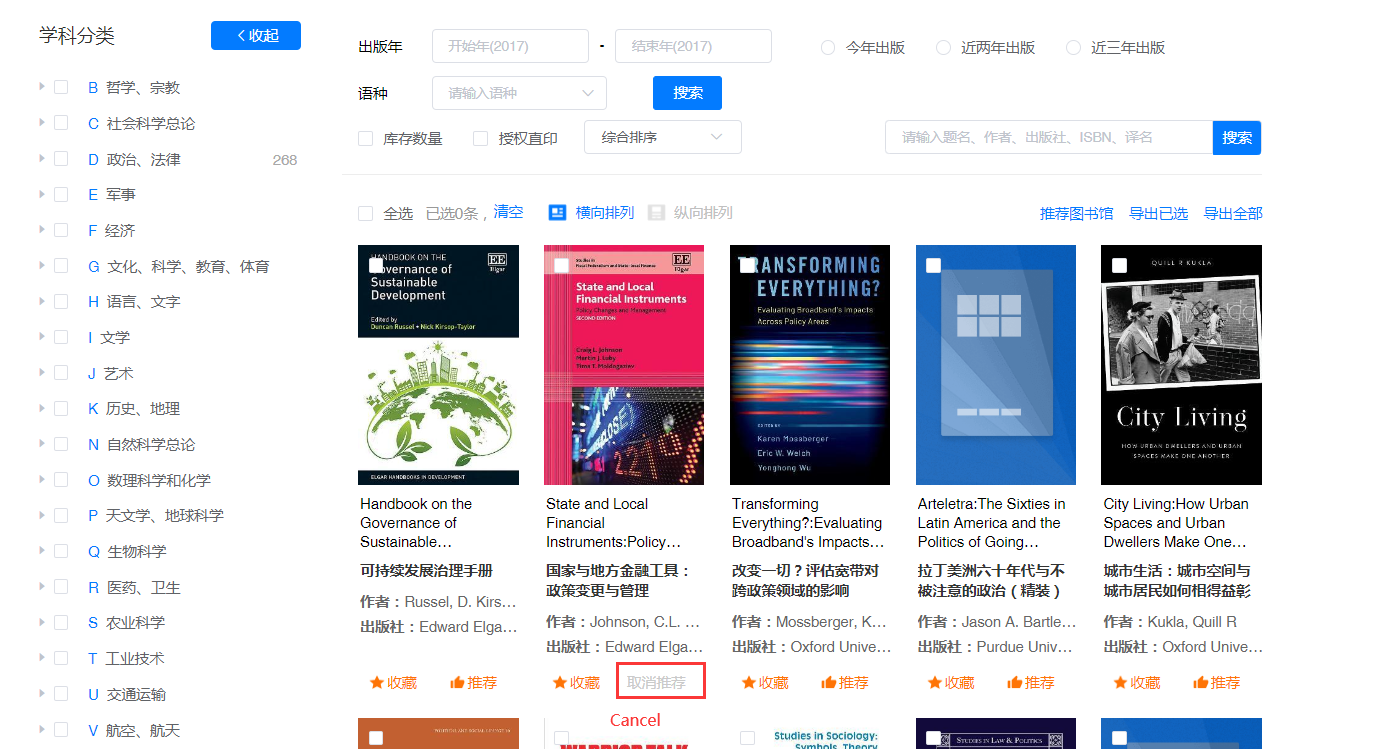 学科分类
收起
B 哲学、宗教
C 社会科学总论
D 政治、法律 268
E 军事
F 经济
G 文化、科学、教育、体育
H 语言、文字
I 文学
J 艺术
K 历史、地理
N 自然科学总论
O 数理科学和化学
P 天文学、地球科学
Q 生物科学
R 医药、卫生
S 农业科学
T 工业技术
U 交通运输
V 航空、航天
出版年 开始年(2017) - 结束年(2017) 今年出版 近两年出版 近三年出版
语种 请输入语种 搜索
库存数量 授权直印 综合排序 请输入题名、作者、出版社、ISBN、译名 搜索
全选 已选0条， 清空 横向排列 纵向排列 推荐图书馆 导出已选 导出全部
HANDBOOK ON THE
Governance of
Sustainable
Development
EE
Elgar
Edited by
Duncan Russel • Nick Kirsop-Taylor
ELGAR HANDBOOKS IN DEVELOPMENT
Handbook on the
Governance of
Sustainable…
可持续发展治理手册
作者：Russel, D. Kirs…
出版社：Edward Elga…
收藏 推荐
Studies in
Fiscal Federalism and State-local Finance
EE
Elgar
State and Local
Financial Instruments
Policy Changes and Management
SECOND EDITION
Craig L. Johnson
Martin J. Luby
Tima T. Moldogaziev
State and Local
Financial
Instruments:Policy…
国家与地方金融工具：
政策变更与管理
作者：Johnson, C.L. …
出版社：Edward Elga…
收藏 取消推荐
Cancel
TRANSFORMING
EVERYTHING?
Evaluating Broadband's Impacts
Across Policy Areas
EDITED BY
Karen Mossberger
Eric W. Welch
Yonghong Wu
Transforming
Everything?:Evaluating
Broadband's Impacts…
改变一切？评估宽带对
跨政策领域的影响
作者：Mossberger, K…
出版社：Oxford Unive…
收藏 推荐
Arteletra:The Sixties in
Latin America and the
Politics of Going…
拉丁美洲六十年代与不
被注意的政治（精装）
作者：Jason A. Bartle…
出版社：Purdue Univ…
收藏 推荐
QUILL R KUKLA
City Living
HOW URBAN DWELLERS AND URBAN
SPACES MAKE ONE ANOTHER
City Living:How Urban
Spaces and Urban
Dwellers Make One…
城市生活：城市空间与
城市居民如何相得益彰
作者：Kukla, Quill R
出版社：Oxford Unive…
收藏 推荐
WARRIOR TALK
Studies in Sociology:
Symbols, Theory
STUDIES IN LAW & POLITICS